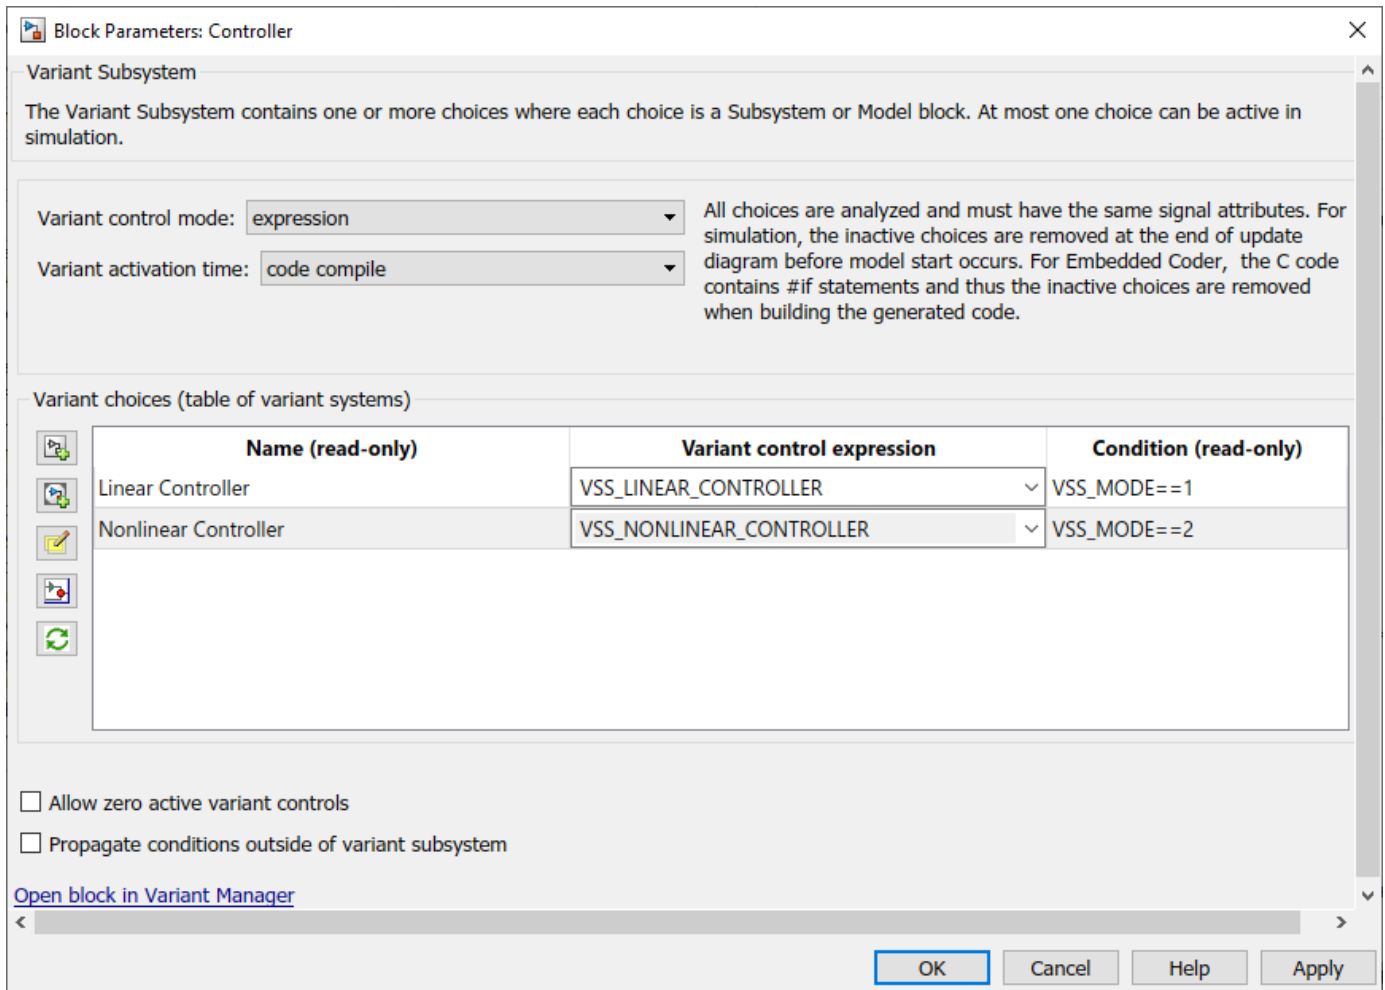 Block Parameters: Controller
Variant Subsystem
The Variant Subsystem contains one or more choices where each choice is a Subsystem or Model block. At most one choice can be active in
simulation.
Variant control mode: expression
Variant activation time: code compile
All choices are analyzed and must have the same signal attributes. For
simulation, the inactive choices are removed at the end of update
diagram before model start occurs. For Embedded Coder,  the C code
contains #if statements and thus the inactive choices are removed
when building the generated code.
Variant choices (table of variant systems)
Name (read-only) Variant control expression Condition (read-only)
Linear Controller VSS_LINEAR_CONTROLLER VSS_MODE==1
Nonlinear Controller VSS_NONLINEAR_CONTROLLER VSS_MODE==2
Allow zero active variant controls
Propagate conditions outside of variant subsystem
Open block in Variant Manager
OK Cancel Help Apply